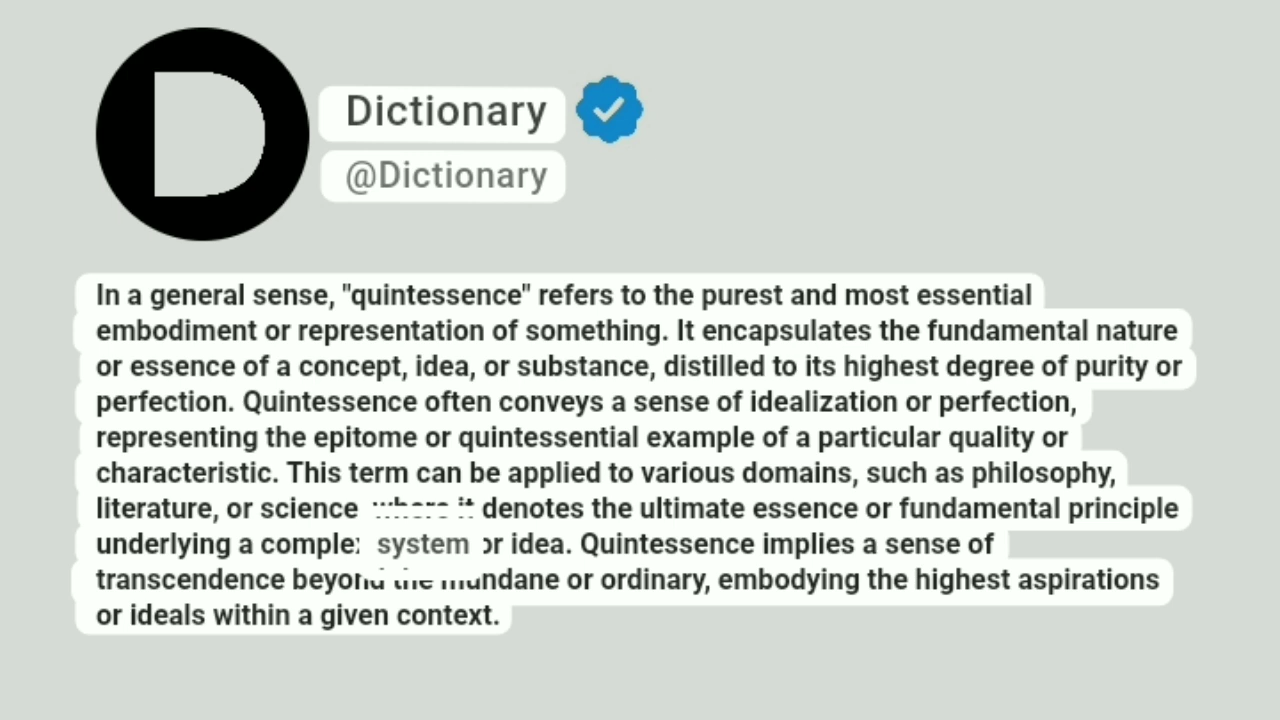 D
Dictionary
@Dictionary
In a general sense, "quintessence" refers to the purest and most essential
embodiment or representation of something. It encapsulates the fundamental nature
or essence of a concept, idea, or substance, distilled to its highest degree of purity or
perfection. Quintessence often conveys a sense of idealization or perfection,
representing the epitome or quintessential example of a particular quality or
characteristic. This term can be applied to various domains, such as philosophy,
literature, or science where it denotes the ultimate essence or fundamental principle
underlying a system or idea. Quintessence implies a sense of
transcendence beyond the mundane or ordinary, embodying the highest aspirations
or ideals within a given context.